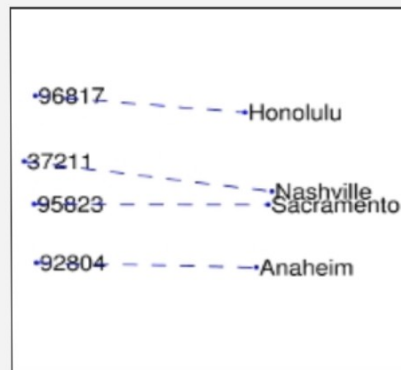 96817
Honolulu
37211
Nashville
95823
Sacramento
92804
Anaheim